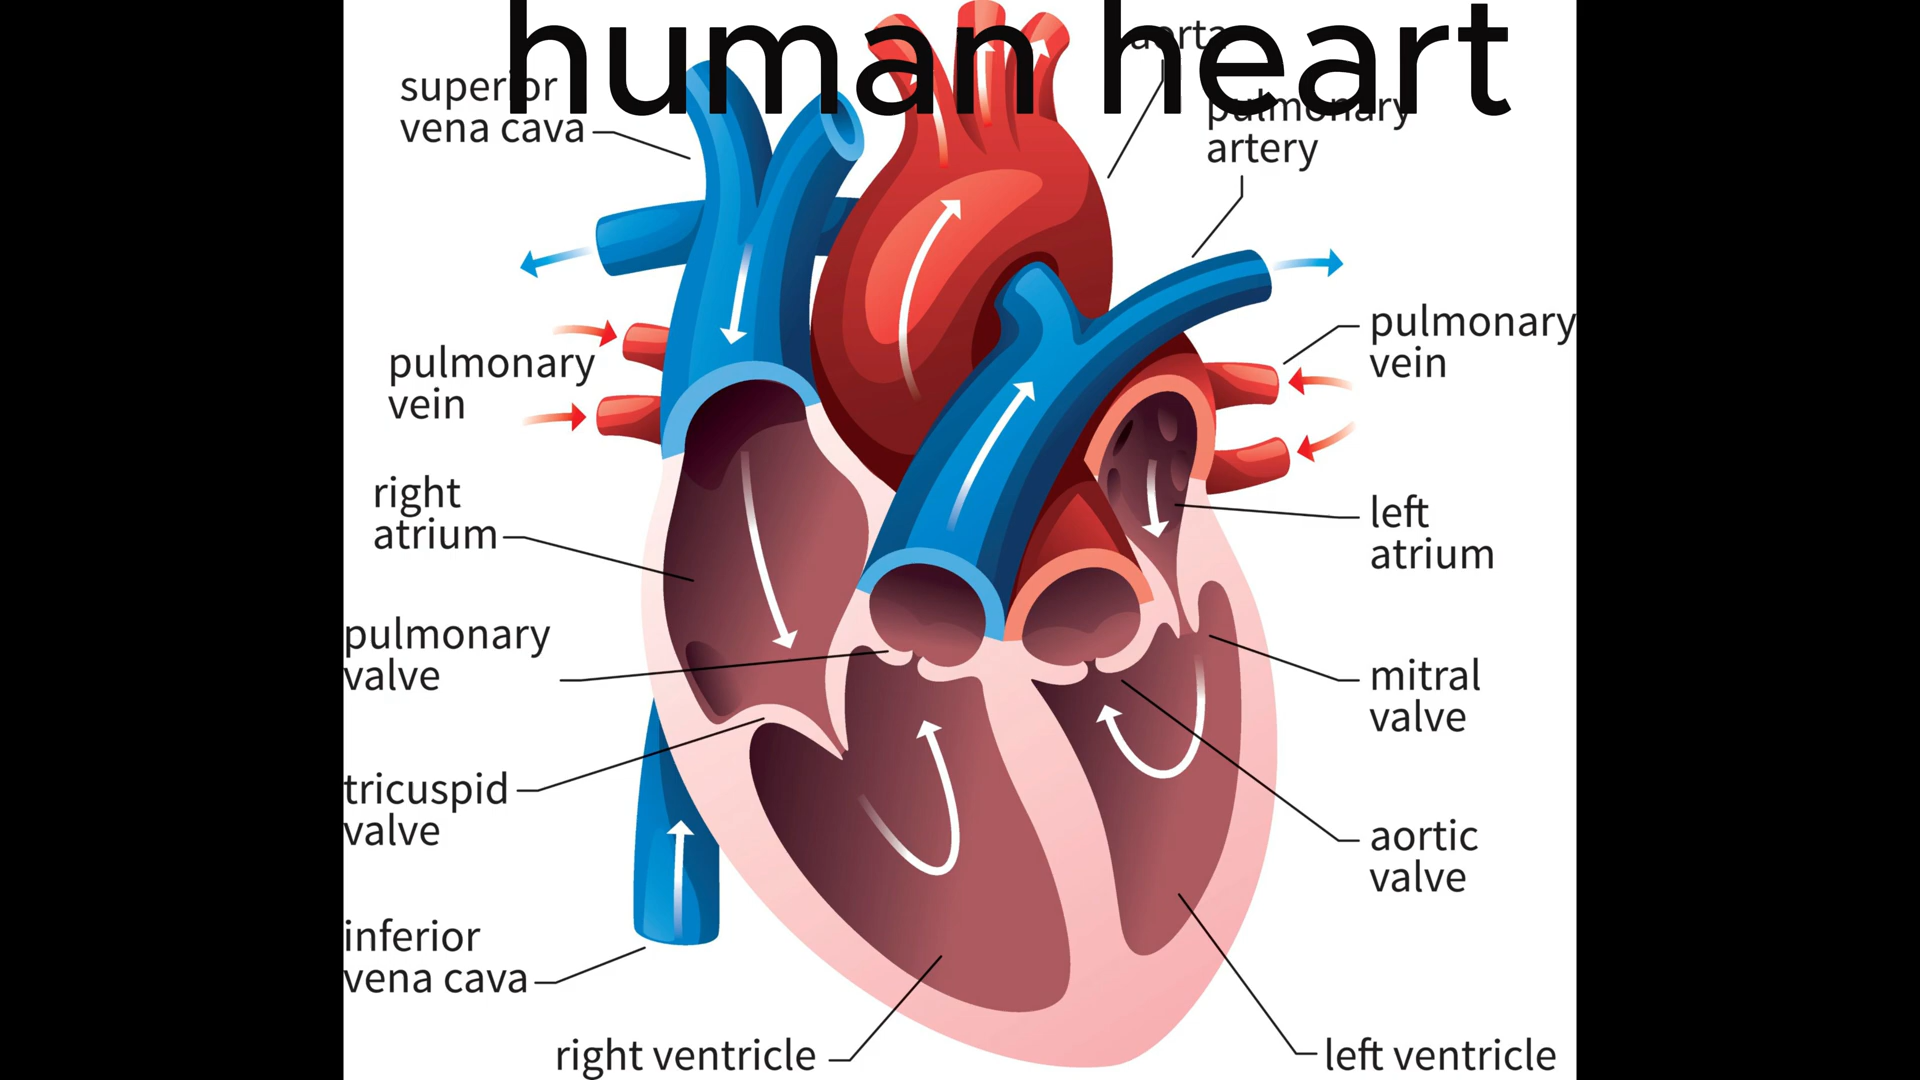 human heart
aorta
superior
vena cava
pulmonary
artery
pulmonary
vein
pulmonary
vein
right
atrium
left
atrium
pulmonary
valve
mitral
valve
tricuspid
valve
aortic
valve
inferior
vena cava
right ventricle
left ventricle